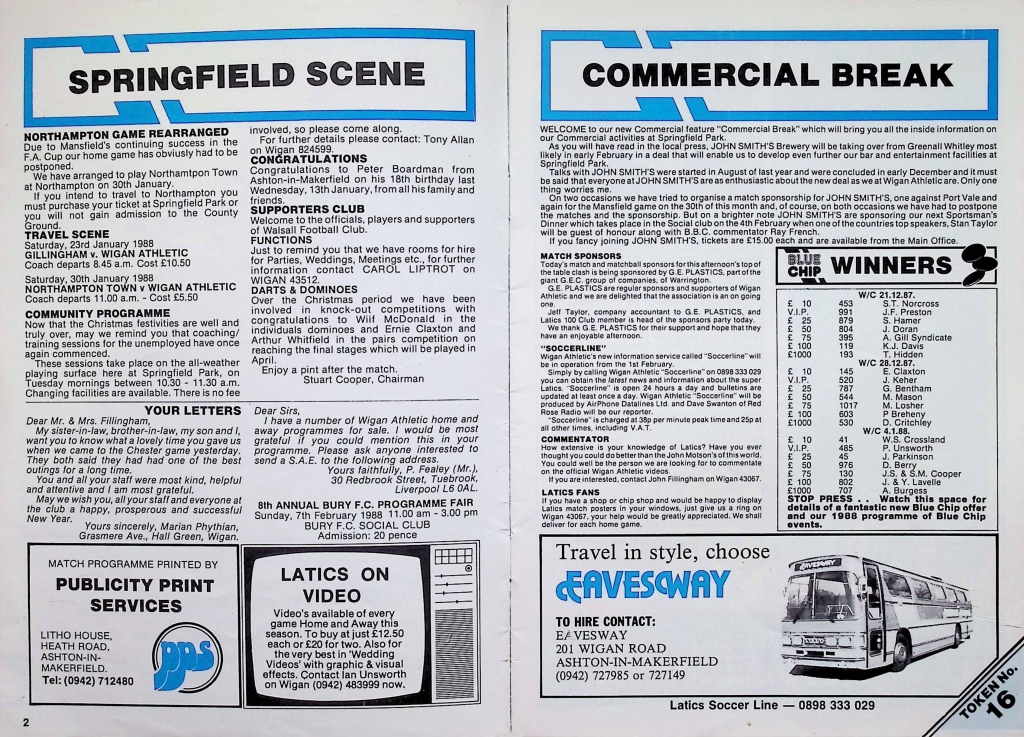 SPRINGFIELD SCENE
NORTHAMPTON GAME REARRANGED
Due to Mansfield's continuing success in the
F.A. Cup our home game has obviously had to be
postponed.
We have arranged to play Northampton Town
at Northampton on 30th January.
If you intend to travel to Northampton you
must purchase your ticket at Springfield Park or
you will not gain admission to the County
Ground.
TRAVEL SCENE
Saturday, 23rd January 1988
GILLINGHAM v. WIGAN ATHLETIC
Coach departs 8.45 a.m. Cost £10.50
Saturday, 30th January 1988
NORTHAMPTON TOWN v WIGAN ATHLETIC
Coach departs 11.00 a.m. - Cost £5.50
COMMUNITY PROGRAMME
Now that the Christmas festivities are well and
truly over, may we remind you that coaching/
training sessions for the unemployed have once
again commenced.
These sessions take place on the all-weather
playing surface here at Springfield Park, on
Tuesday mornings between 10.30 - 11.30 a.m.
Changing facilities are available. There is no fee
involved, so please come along.
For further details please contact: Tony Allan
on Wigan 824599.
CONGRATULATIONS
Congratulations to Peter Boardman from
Ashton-in-Makerfield on his 18th birthday last
Wednesday, 13th January, from all his family and
friends.
SUPPORTERS CLUB
Welcome to the officials, players and supporters
of Walsall Football Club.
FUNCTIONS
Just to remind you that we have rooms for hire
for Parties, Weddings, Meetings etc., for further
information contact CAROL LIPTROT on
WIGAN 43512.
DARTS & DOMINOES
Over the Christmas period we have been
involved in knock-out competitions with
congratulations to Wilf McDonald in the
individuals dominoes and Ernie Claxton and
Arthur Whitfield in the pairs competition on
reaching the final stages which will be played in
April.
Enjoy a pint after the match.
Stuart Cooper, Chairman
YOUR LETTERS
Dear Mr. & Mrs. Fillingham,
My sister-in-law, brother-in-law, my son and I,
want you to know what a lovely time you gave us
when we came to the Chester game yesterday.
They both said they had had one of the best
outings for a long time.
You and all your staff were most kind, helpful
and attentive and I am most grateful.
May we wish you, all your staff and everyone at
the club a happy, prosperous and successful
New Year.
Yours sincerely, Marian Phythian,
Grasmere Ave., Hall Green, Wigan.
Dear Sirs,
I have a number of Wigan Athletic home and
away programmes for sale. I would be most
grateful if you could mention this in your
programme. Please ask anyone interested to
send a S.A.E. to the following address.
Yours faithfully, P. Fealey (Mr.),
30 Redbrook Street, Tuebrook,
Liverpool L6 0AL.
8th ANNUAL BURY F.C. PROGRAMME FAIR
Sunday, 7th February 1988 11.00 am - 3.00 pm
BURY F.C. SOCIAL CLUB
Admission: 20 pence
MATCH PROGRAMME PRINTED BY
PUBLICITY PRINT
SERVICES
LITHO HOUSE,
HEATH ROAD,
ASHTON-IN-
MAKERFIELD.
Tel: (0942) 712480
pps
LATICS ON
VIDEO
Video's available of every
game Home and Away this
season. To buy at just £12.50
each or £20 for two. Also for
the very best in 'Wedding
Videos' with graphic & visual
effects. Contact Ian Unsworth
on Wigan (0942) 483999 now.
2
COMMERCIAL BREAK
WELCOME to our new Commercial feature "Commercial Break" which will bring you all the inside information on
our Commercial activities at Springfield Park.
As you will have read in the local press, JOHN SMITH'S Brewery will be taking over from Greenall Whitley most
likely in early February in a deal that will enable us to develop even further our bar and entertainment facilities at
Springfield Park.
Talks with JOHN SMITH'S were started in August of last year and were concluded in early December and it must
be said that everyone at JOHN SMITH'S are as enthusiastic about the new deal as we at Wigan Athletic are. Only one
thing worries me.
On two occasions we have tried to organise a match sponsorship for JOHN SMITH'S, one against Port Vale and
again for the Mansfield game on the 30th of this month and, of course, on both occasions we have had to postpone
the matches and the sponsorship. But on a brighter note JOHN SMITH'S are sponsoring our next Sportsman's
Dinner which takes place in the Social club on the 4th February when one of the countries top speakers, Stan Taylor
will be guest of honour along with B.B.C. commentator Ray French.
If you fancy joining JOHN SMITH'S, tickets are £15.00 each and are available from the Main Office.
MATCH SPONSORS
Today's match and matchball sponsors for this afternoon's top of
the table clash is being sponsored by G.E. PLASTICS, part of the
giant G.E.C. group of companies, of Warrington.
G.E. PLASTICS are regular sponsors and supporters of Wigan
Athletic and we are delighted that the association is an on going
one.
Jeff Taylor, company accountant to G.E. PLASTICS, and
Latics 100 Club member is head of the sponsors party today.
We thank G.E. PLASTICS for their support and hope that they
have an enjoyable afternoon.
"SOCCERLINE"
Wigan Athletic's new information service called "Soccerline" will
be in operation from the 1st February.
Simply by calling Wigan Athletic "Soccerline" on 0898 333 029
you can obtain the latest news and information about the super
Latics. "Soccerline" is open 24 hours a day and bulletins are
updated at least once a day. Wigan Athletic "Soccerline" will be
produced by AirPhone Datalines Ltd. and Dave Swanton of Red
Rose Radio will be our reporter.
"Soccerline" is charged at 38p per minute peak time and 25p at
all other times, including V.A.T.
COMMENTATOR
How extensive is your knowledge of Latics? Have you ever
thought you could do better than the John Motson's of this world.
You could well be the person we are looking for to commentate
on the official Wigan Athletic videos.
If you are interested, contact John Fillingham on Wigan 43067.
LATICS FANS
If you have a shop or chip shop and would be happy to display
Latics match posters in your windows, just give us a ring on
Wigan 43067, your help would be greatly appreciated. We shall
deliver for each home game.
BLUE CHIP WINNERS
W/C 21.12.87.
£ 10 453 S.T. Norcross
V.I.P. 991 J.F. Preston
£ 25 879 S. Hamer
£ 50 804 J. Doran
£ 75 395 A. Gill Syndicate
£ 100 119 K.J. Davis
£1000 193 T. Hidden
W/C 28.12.87.
£ 10 145 E. Claxton
V.I.P. 520 J. Keher
£ 25 787 G. Bentham
£ 50 544 M. Mason
£ 75 1017 M. Losher
£ 100 603 P Breheny
£1000 530 D. Critchley
W/C 4.1.88.
£ 10 41 W.S. Crossland
V.I.P. 485 P. Unsworth
£ 25 45 J. Parkinson
£ 50 976 D. Berry
£ 75 130 J.S. & S.M. Cooper
£ 100 802 J. & Y. Lavelle
£1000 707 A. Burgess
STOP PRESS . . Watch this space for
details of a fantastic new Blue Chip offer
and our 1988 programme of Blue Chip
events.
Travel in style, choose
EAVESWAY
TO HIRE CONTACT:
EAVESWAY
201 WIGAN ROAD
ASHTON-IN-MAKERFIELD
(0942) 727985 or 727149
EAVESWAY
Latics Soccer Line — 0898 333 029
TOKEN No.
16